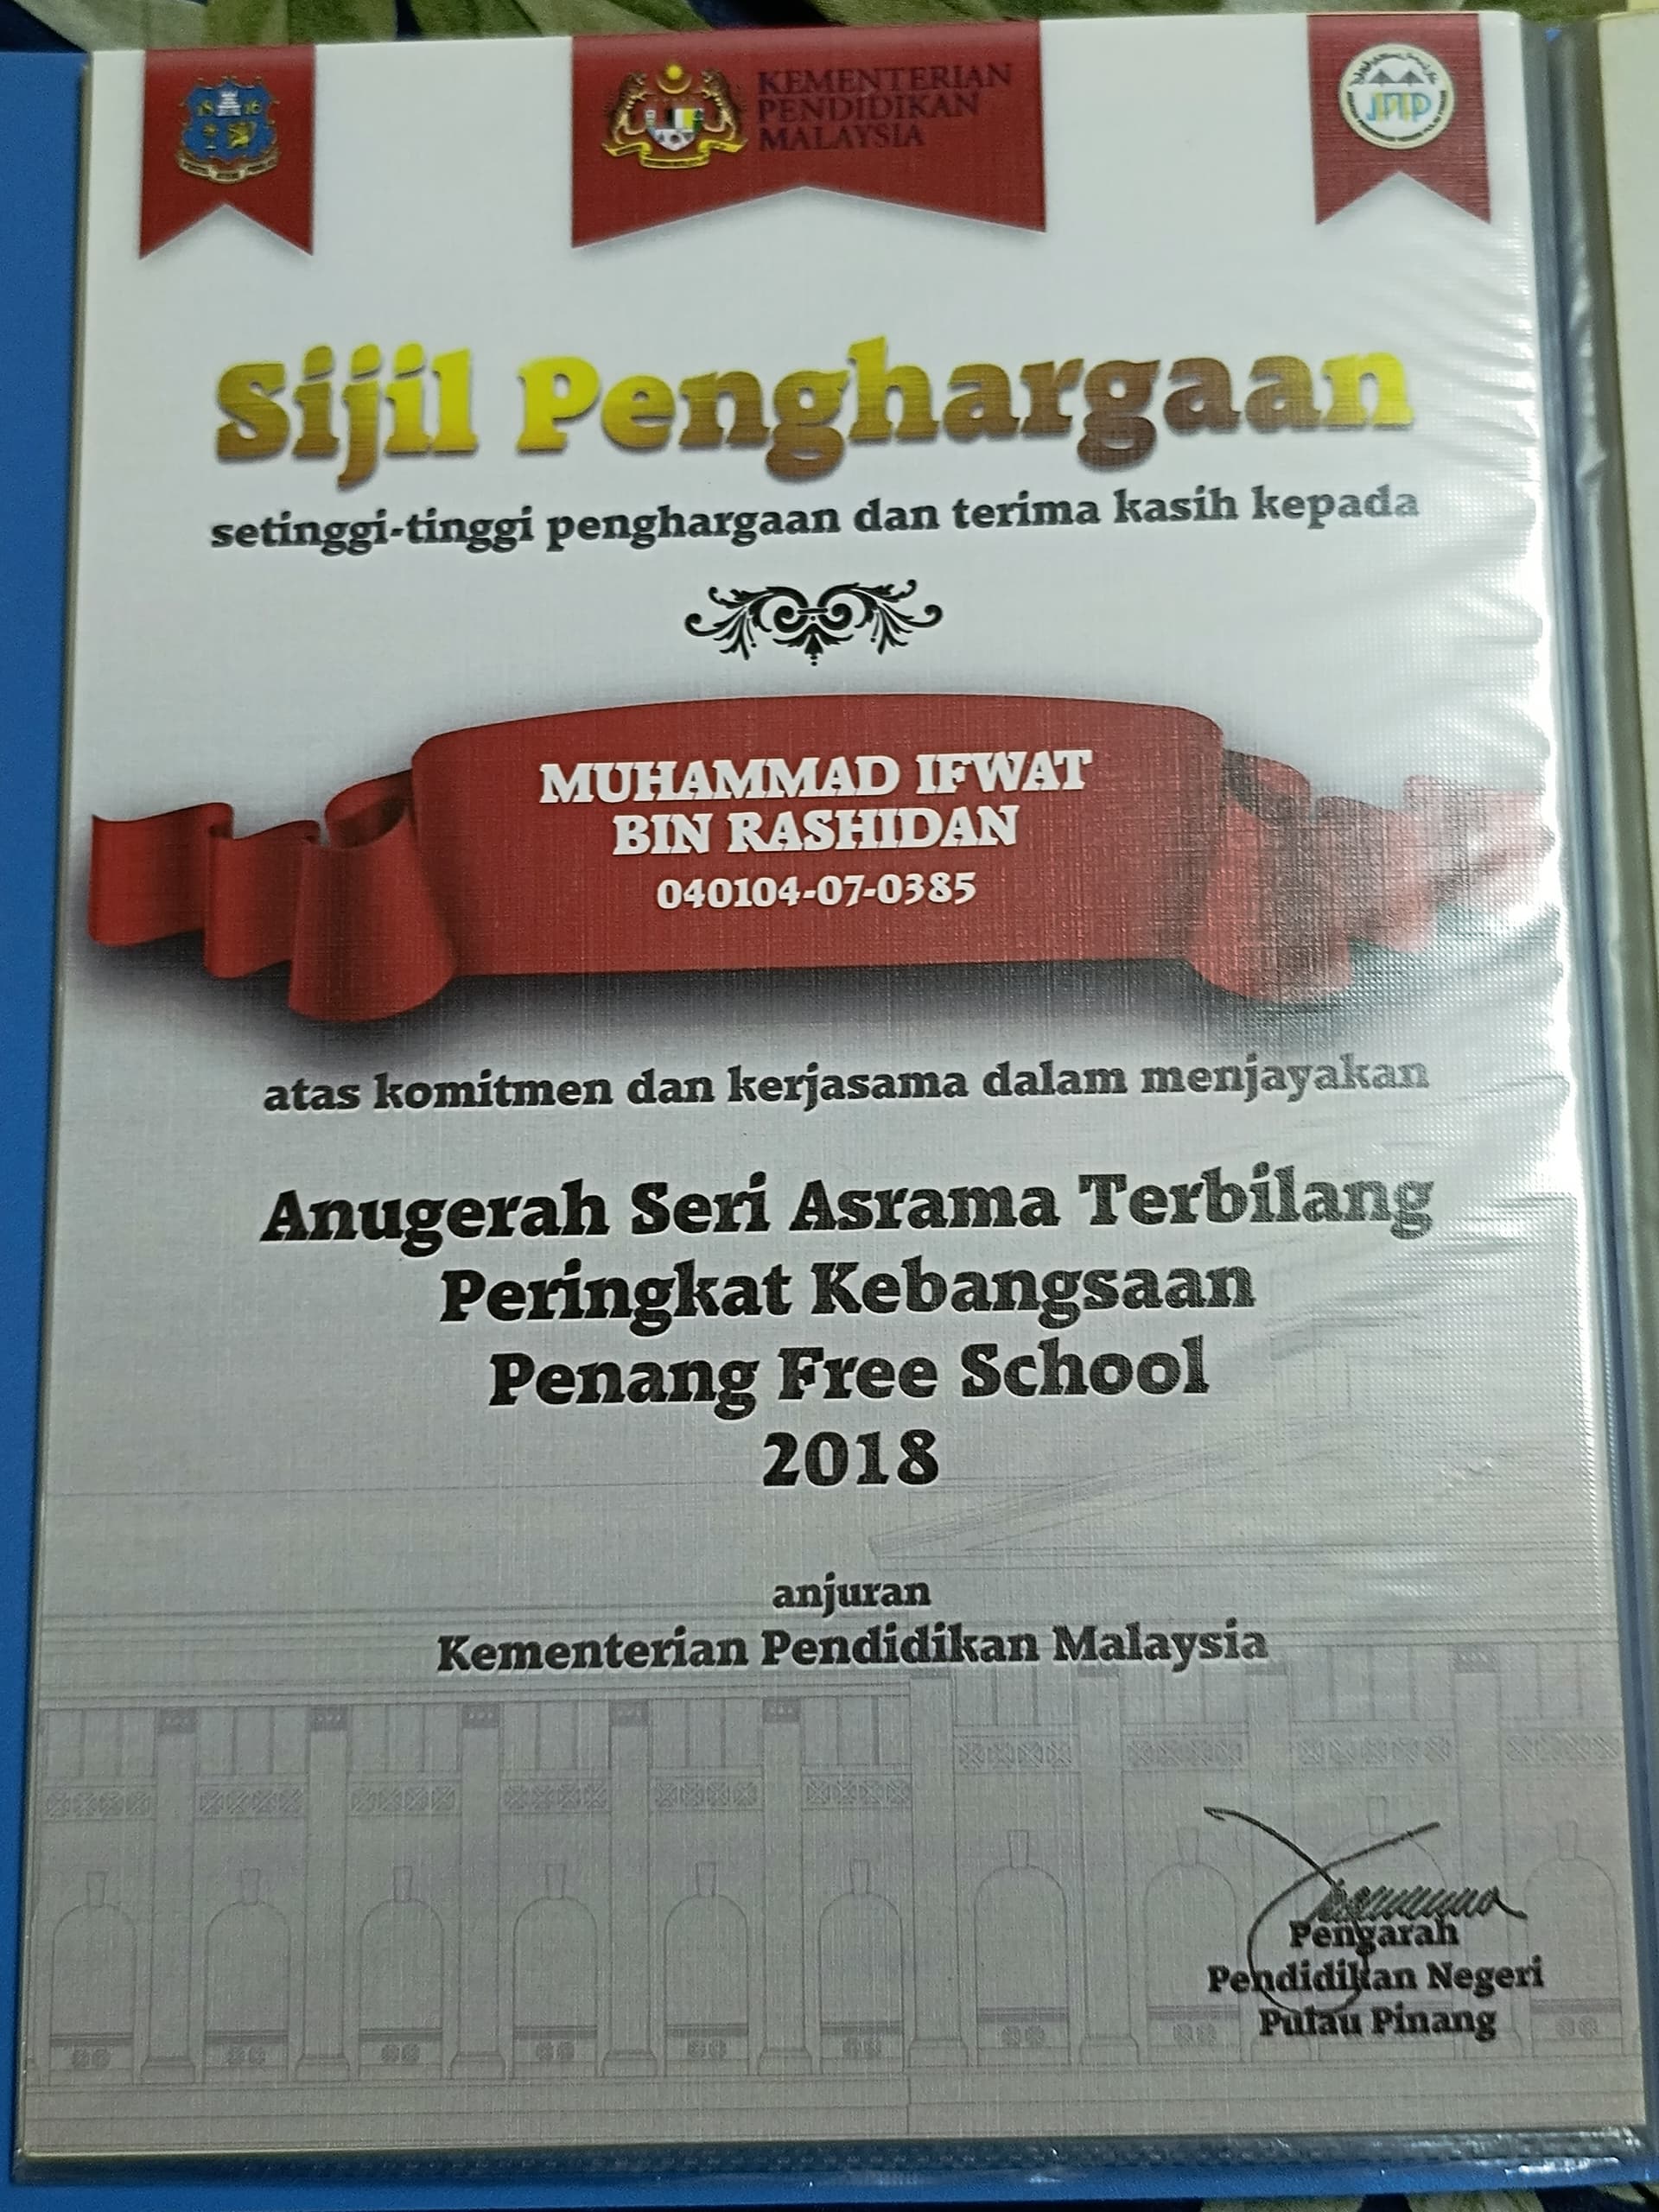 18 16
KEMENTERIAN
PENDIDIKAN
MALAYSIA
Sijil Penghargaan
setinggi-tinggi penghargaan dan terima kasih kepada
MUHAMMAD IFWAT
BIN RASHIDAN
040104-07-0385
atas komitmen dan kerjasama dalam menjayakan
Anugerah Seri Asrama Terbilang
Peringkat Kebangsaan
Penang Free School
2018
anjuran
Kementerian Pendidikan Malaysia
Pengarah
Pendidikan Negeri
Pulau Pinang